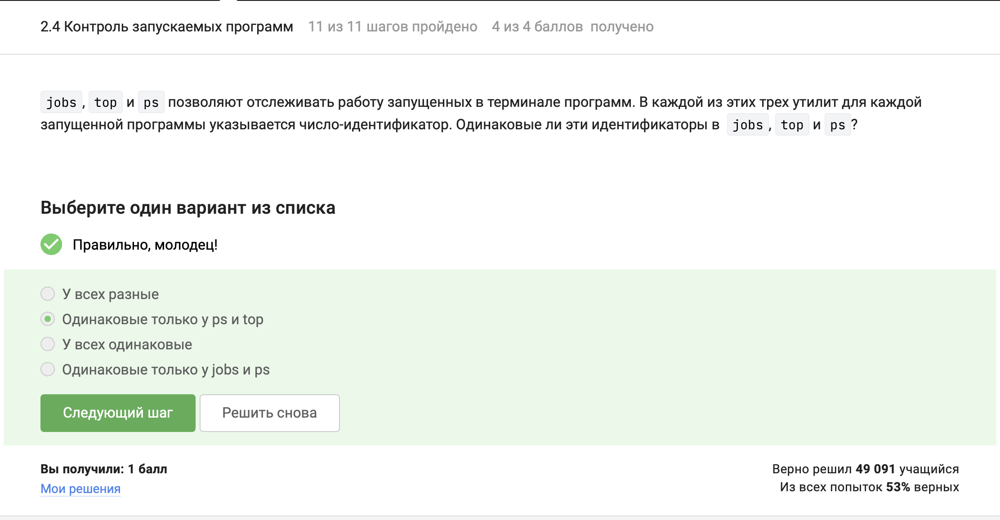 2.4 Контроль запускаемых программ 11 из 11 шагов пройдено 4 из 4 баллов получено
jobs, top и ps позволяют отслеживать работу запущенных в терминале программ. В каждой из этих трех утилит для каждой
запущенной программы указывается число-идентификатор. Одинаковые ли эти идентификаторы в jobs, top и ps?
Выберите один вариант из списка
Правильно, молодец!
У всех разные
Одинаковые только у ps и top
У всех одинаковые
Одинаковые только у jobs и ps
Следующий шаг Решить снова
Вы получили: 1 балл
Мои решения
Верно решил 49 091 учащийся
Из всех попыток 53% верных